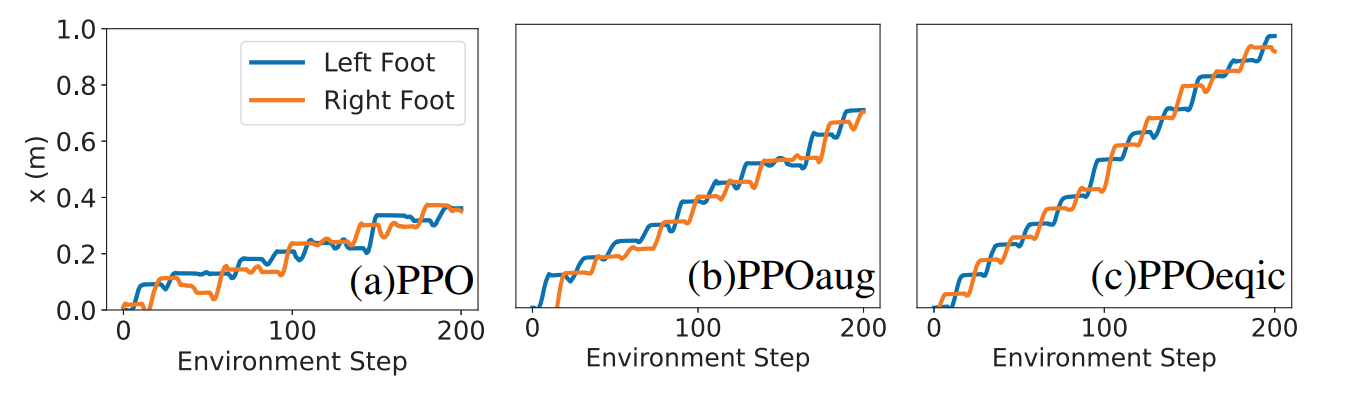 x (m)
1.0
0.8
0.6
0.4
0.2
0.0
Left Foot
Right Foot
(a)PPO
0 100 200
Environment Step
(b)PPOaug
0 100 200
Environment Step
(c)PPOeqic
0 100 200
Environment Step